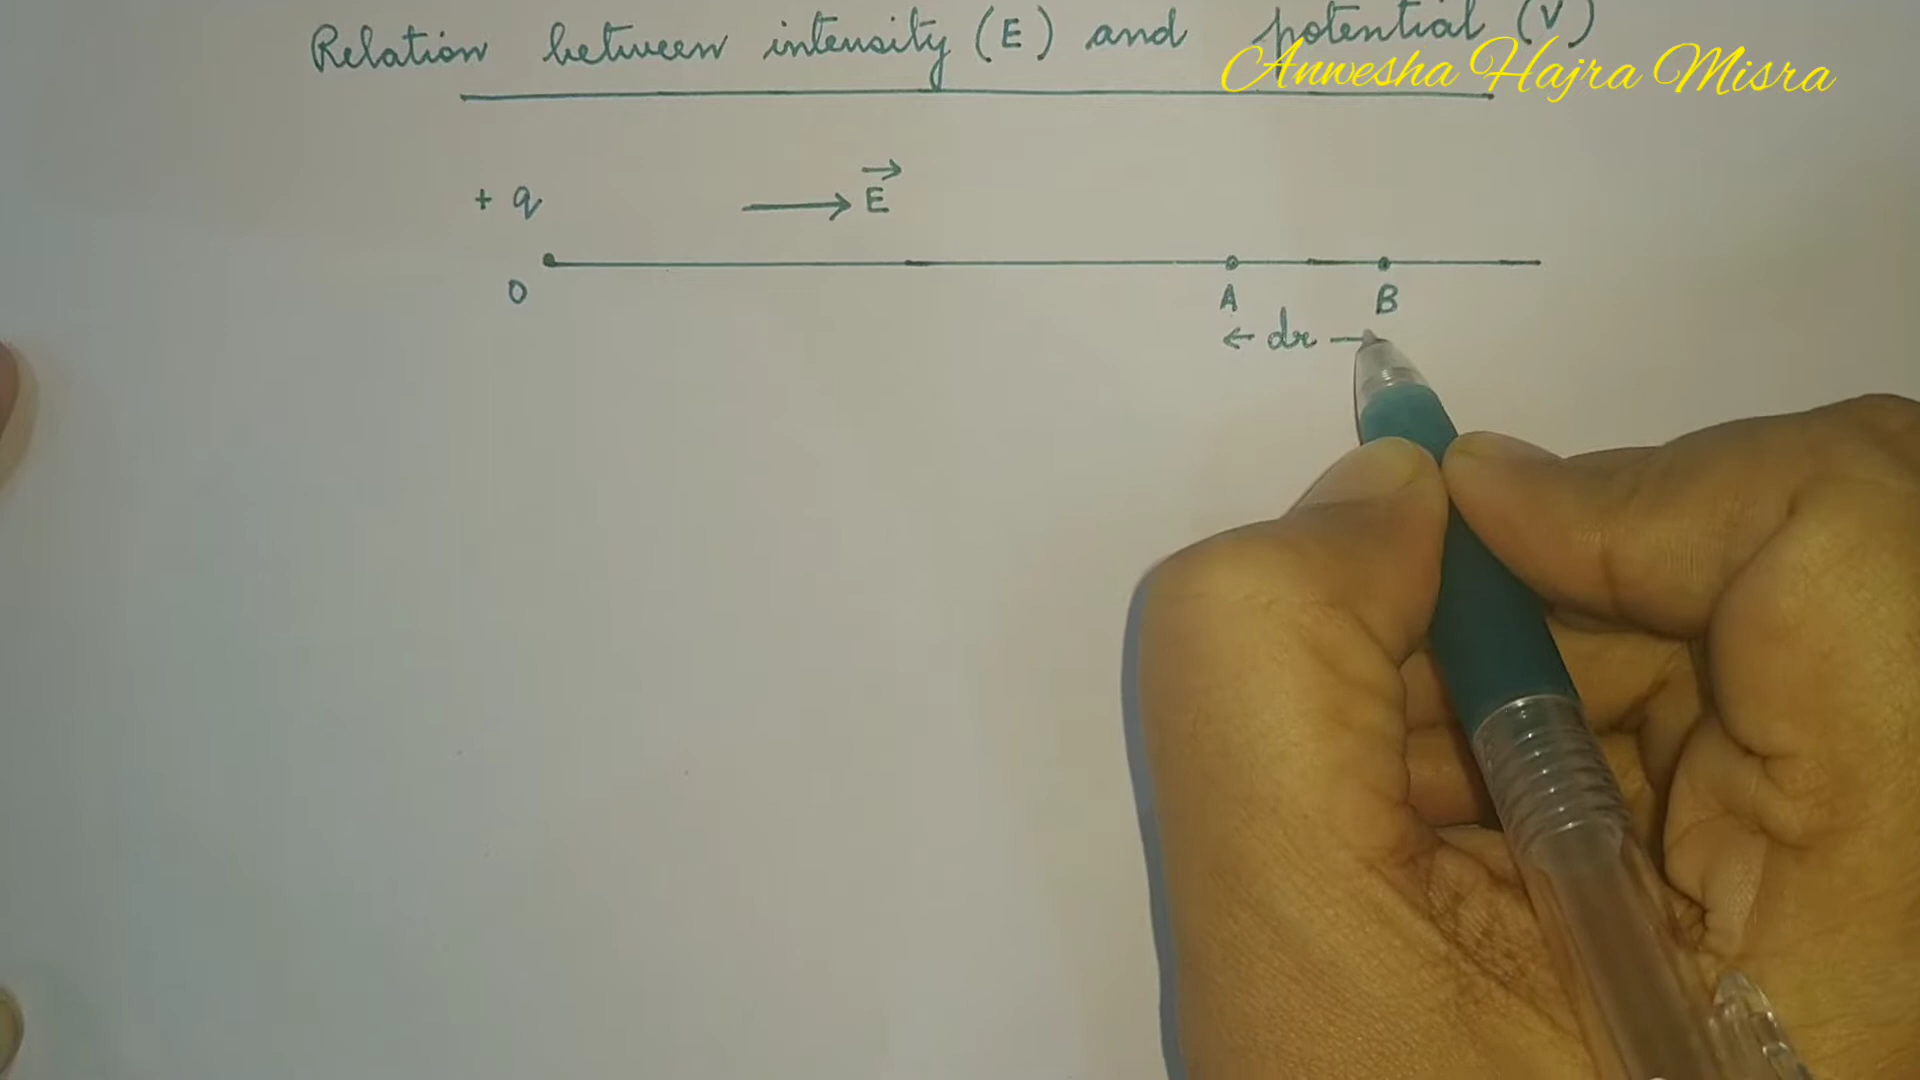 Relation between intensity (E) and potential (V)
Anwesha Hajra Misra
+ q → E⃗
O A B
← dr —